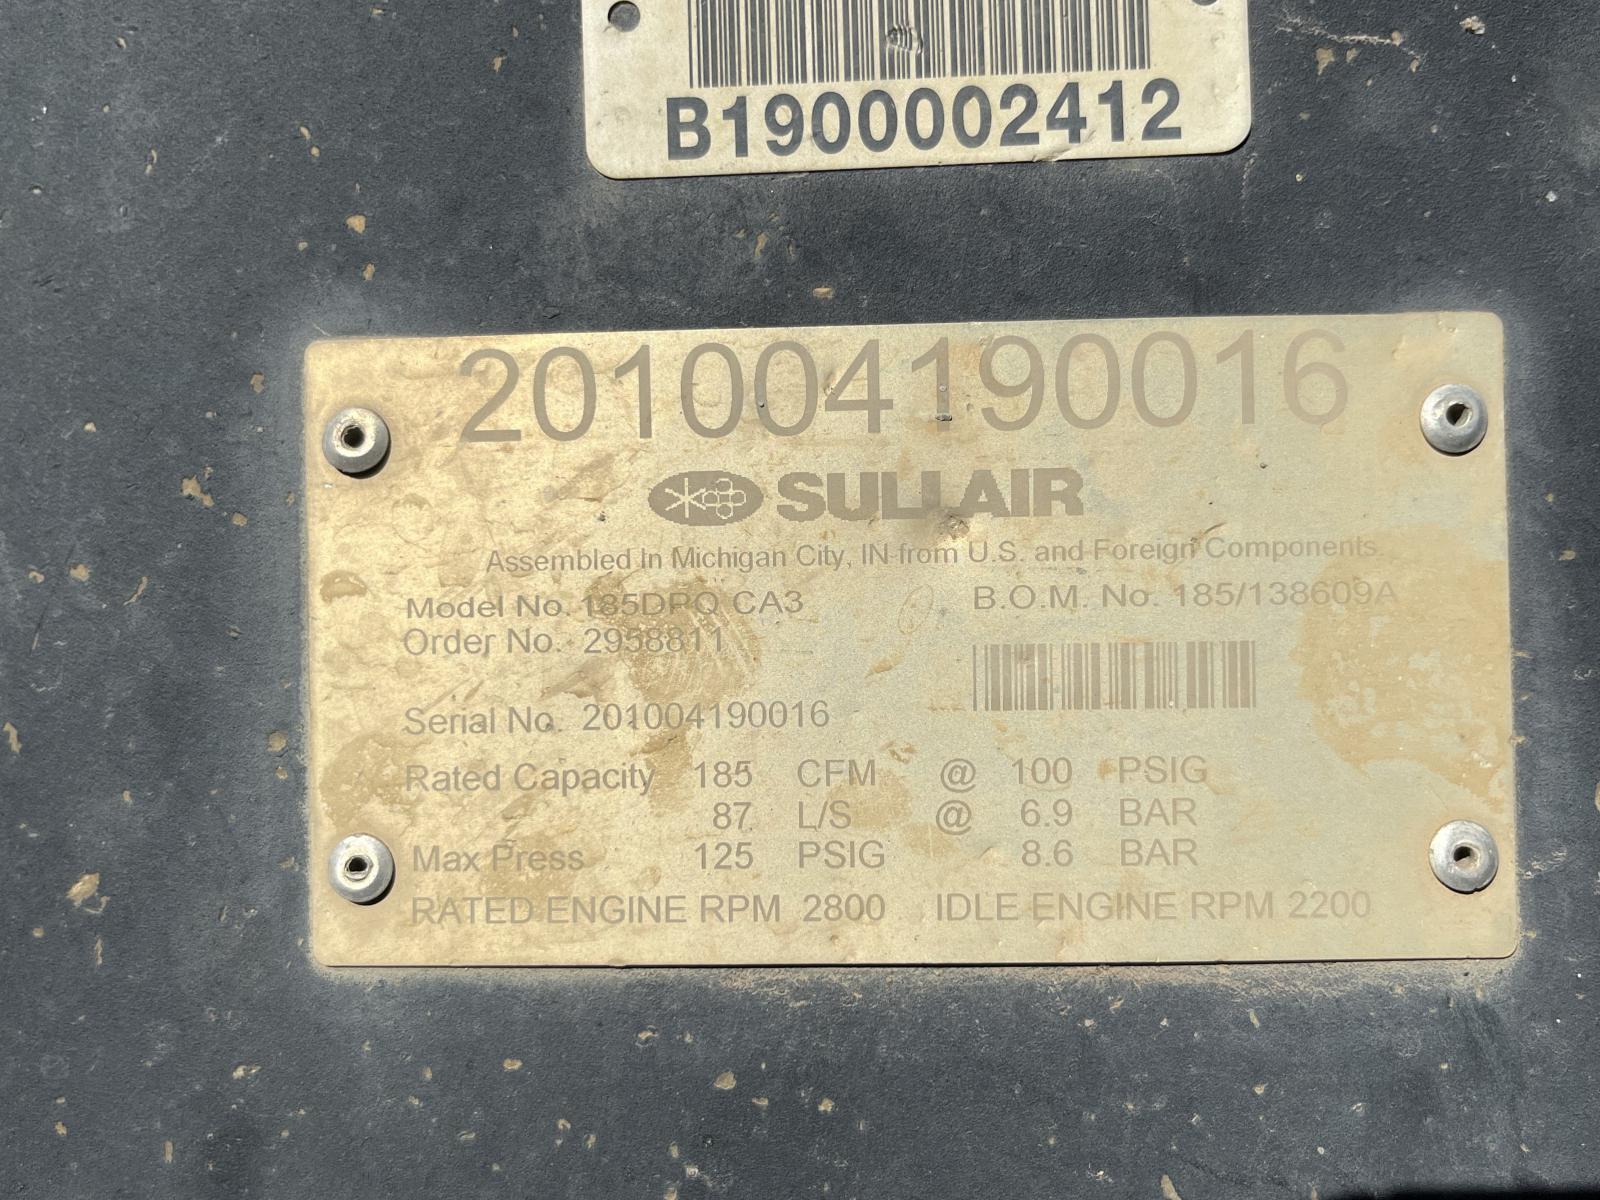 B1900002412
201004190016
SULLAIR
Assembled In Michigan City, IN from U.S. and Foreign Components.
Model No. 185DPQ CA3 B.O.M. No. 185/138609A
Order No. 2958811
Serial No. 201004190016
Rated Capacity 185 CFM @ 100 PSIG
87 L/S @ 6.9 BAR
Max Press 125 PSIG 8.6 BAR
RATED ENGINE RPM 2800 IDLE ENGINE RPM 2200